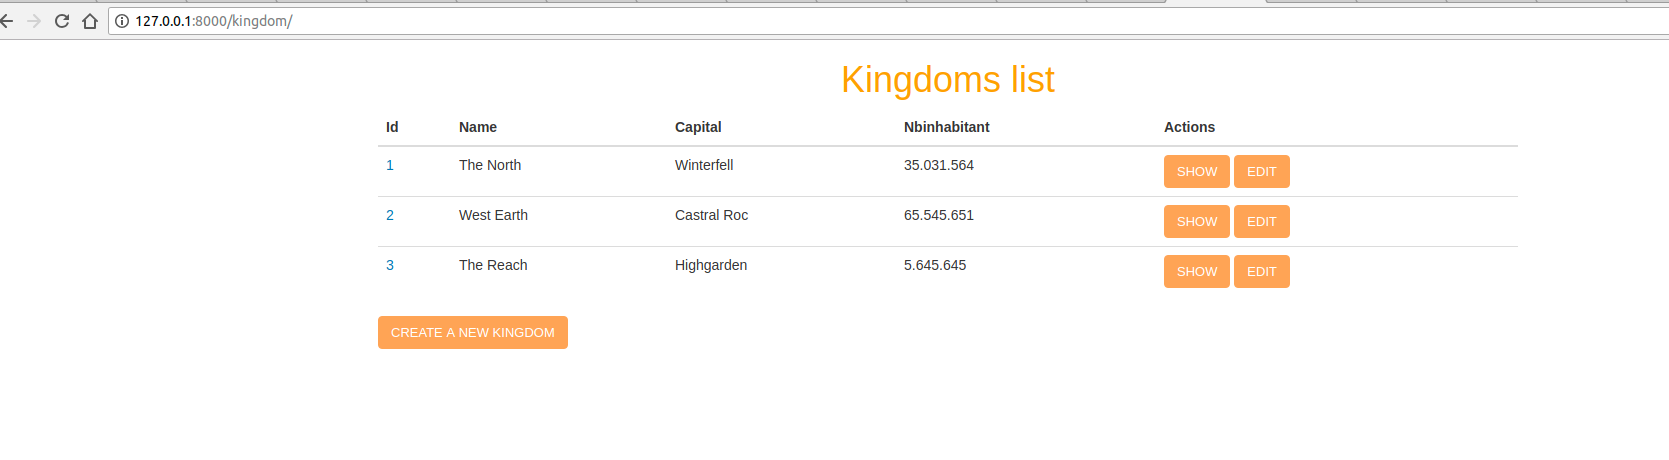 127.0.0.1:8000/kingdom/
Kingdoms list
Id Name Capital Nbinhabitant Actions
1 The North Winterfell 35.031.564 SHOW EDIT
2 West Earth Castral Roc 65.545.651 SHOW EDIT
3 The Reach Highgarden 5.645.645 SHOW EDIT
CREATE A NEW KINGDOM